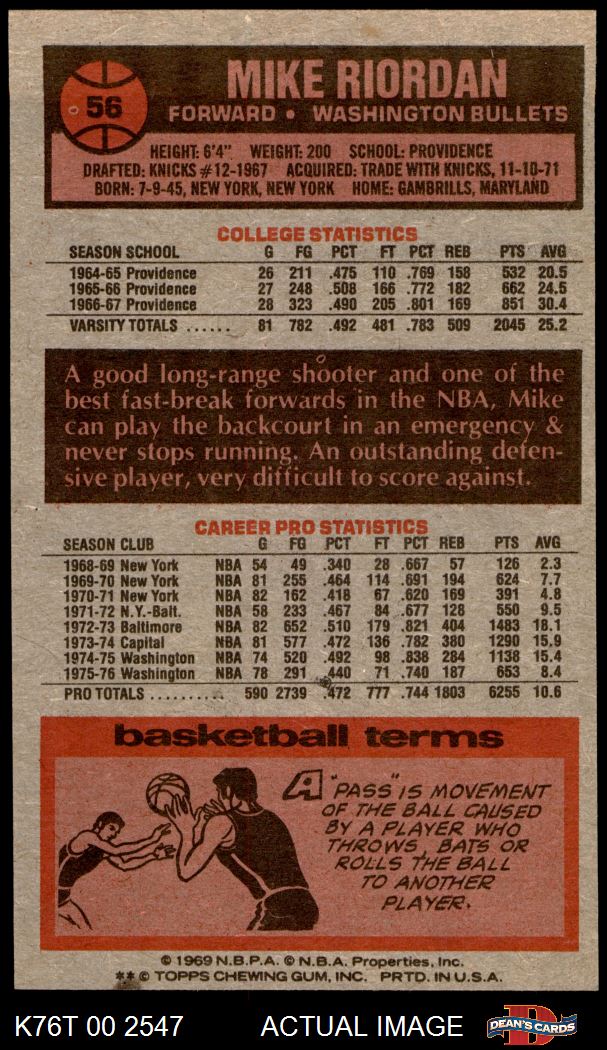 56
MIKE RIORDAN
FORWARD • WASHINGTON BULLETS
HEIGHT: 6'4" WEIGHT: 200 SCHOOL: PROVIDENCE
DRAFTED: KNICKS #12-1967 ACQUIRED: TRADE WITH KNICKS, 11-10-71
BORN: 7-9-45, NEW YORK, NEW YORK HOME: GAMBRILLS, MARYLAND
COLLEGE STATISTICS
SEASON SCHOOL G FG PCT FT PCT REB PTS AVG
1964-65 Providence 26 211 .475 110 .769 158 532 20.5
1965-66 Providence 27 248 .508 166 .772 182 662 24.5
1966-67 Providence 28 323 .490 205 .801 169 851 30.4
VARSITY TOTALS ...... 81 782 .492 481 .783 509 2045 25.2
A good long-range shooter and one of the
best fast-break forwards in the NBA, Mike
can play the backcourt in an emergency &
never stops running. An outstanding defen-
sive player, very difficult to score against.
CAREER PRO STATISTICS
SEASON CLUB G FG PCT FT PCT REB PTS AVG
1968-69 New York NBA 54 49 .340 28 .667 57 126 2.3
1969-70 New York NBA 81 255 .464 114 .691 194 624 7.7
1970-71 New York NBA 82 162 .418 67 .620 169 391 4.8
1971-72 N.Y.-Balt. NBA 58 233 .467 84 .677 128 550 9.5
1972-73 Baltimore NBA 82 652 .510 179 .821 404 1483 18.1
1973-74 Capital NBA 81 577 .472 136 .782 380 1290 15.9
1974-75 Washington NBA 74 520 .492 98 .838 284 1138 15.4
1975-76 Washington NBA 78 291 .440 71 .740 187 653 8.4
PRO TOTALS .......... 590 2739 .472 777 .744 1803 6255 10.6
basketball terms
A "PASS" IS MOVEMENT
OF THE BALL CAUSED
BY A PLAYER WHO
THROWS, BATS OR
ROLLS THE BALL
TO ANOTHER
PLAYER.
© 1969 N.B.P.A. © N.B.A. Properties, Inc.
** © TOPPS CHEWING GUM, INC. PRTD. IN U.S.A.
K76T 00 2547 ACTUAL IMAGE
D
DEAN'S CARDS